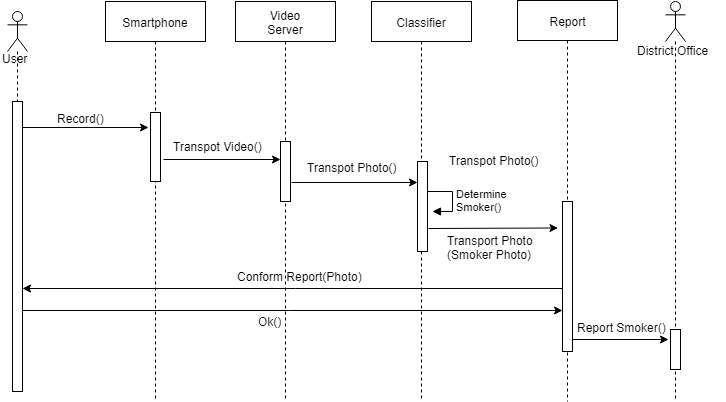 Smartphone
Video
Server
Classifier
Report
User
District Office
Record()
Transpot Video()
Transpot Photo()
Transpot Photo()
Determine
Smoker()
Transport Photo
(Smoker Photo)
Conform Report(Photo)
Ok()
Report Smoker()